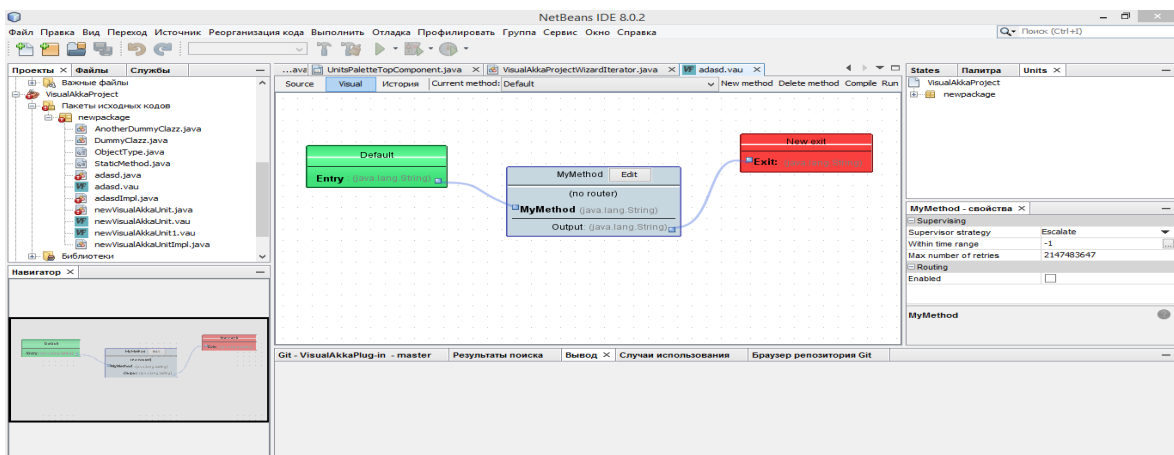 NetBeans IDE 8.0.2
Файл Правка Вид Переход Источник Реорганизация кода Выполнить Отладка Профилировать Группа Сервис Окно Справка
Поиск (Ctrl+I)
Проекты Файлы Службы
Важные файлы
VisualAkkaProject
Пакеты исходных кодов
newpackage
AnotherDummyClazz.java
DummyClazz.java
ObjectType.java
StaticMethod.java
adasd.java
adasd.vau
adasdImpl.java
newVisualAkkaUnit.java
newVisualAkkaUnit.vau
newVisualAkkaUnit1.vau
newVisualAkkaUnitImpl.java
Библиотеки
Навигатор
...ava UnitsPaletteTopComponent.java VisualAkkaProjectWizardIterator.java adasd.vau
Source Visual История Current method: Default New method Delete method Compile Run
Default
Entry (java.lang.String)
MyMethod Edit
(no router)
MyMethod (java.lang.String)
Output: (java.lang.String)
New exit
Exit: (java.lang.String)
Git - VisualAkkaPlug-in - master Результаты поиска Вывод Случаи использования Браузер репозитория Git
States Палитра Units
VisualAkkaProject
newpackage
MyMethod - свойства
Supervising
Supervisor strategy Escalate
Within time range -1
Max number of retries 2147483647
Routing
Enabled
MyMethod